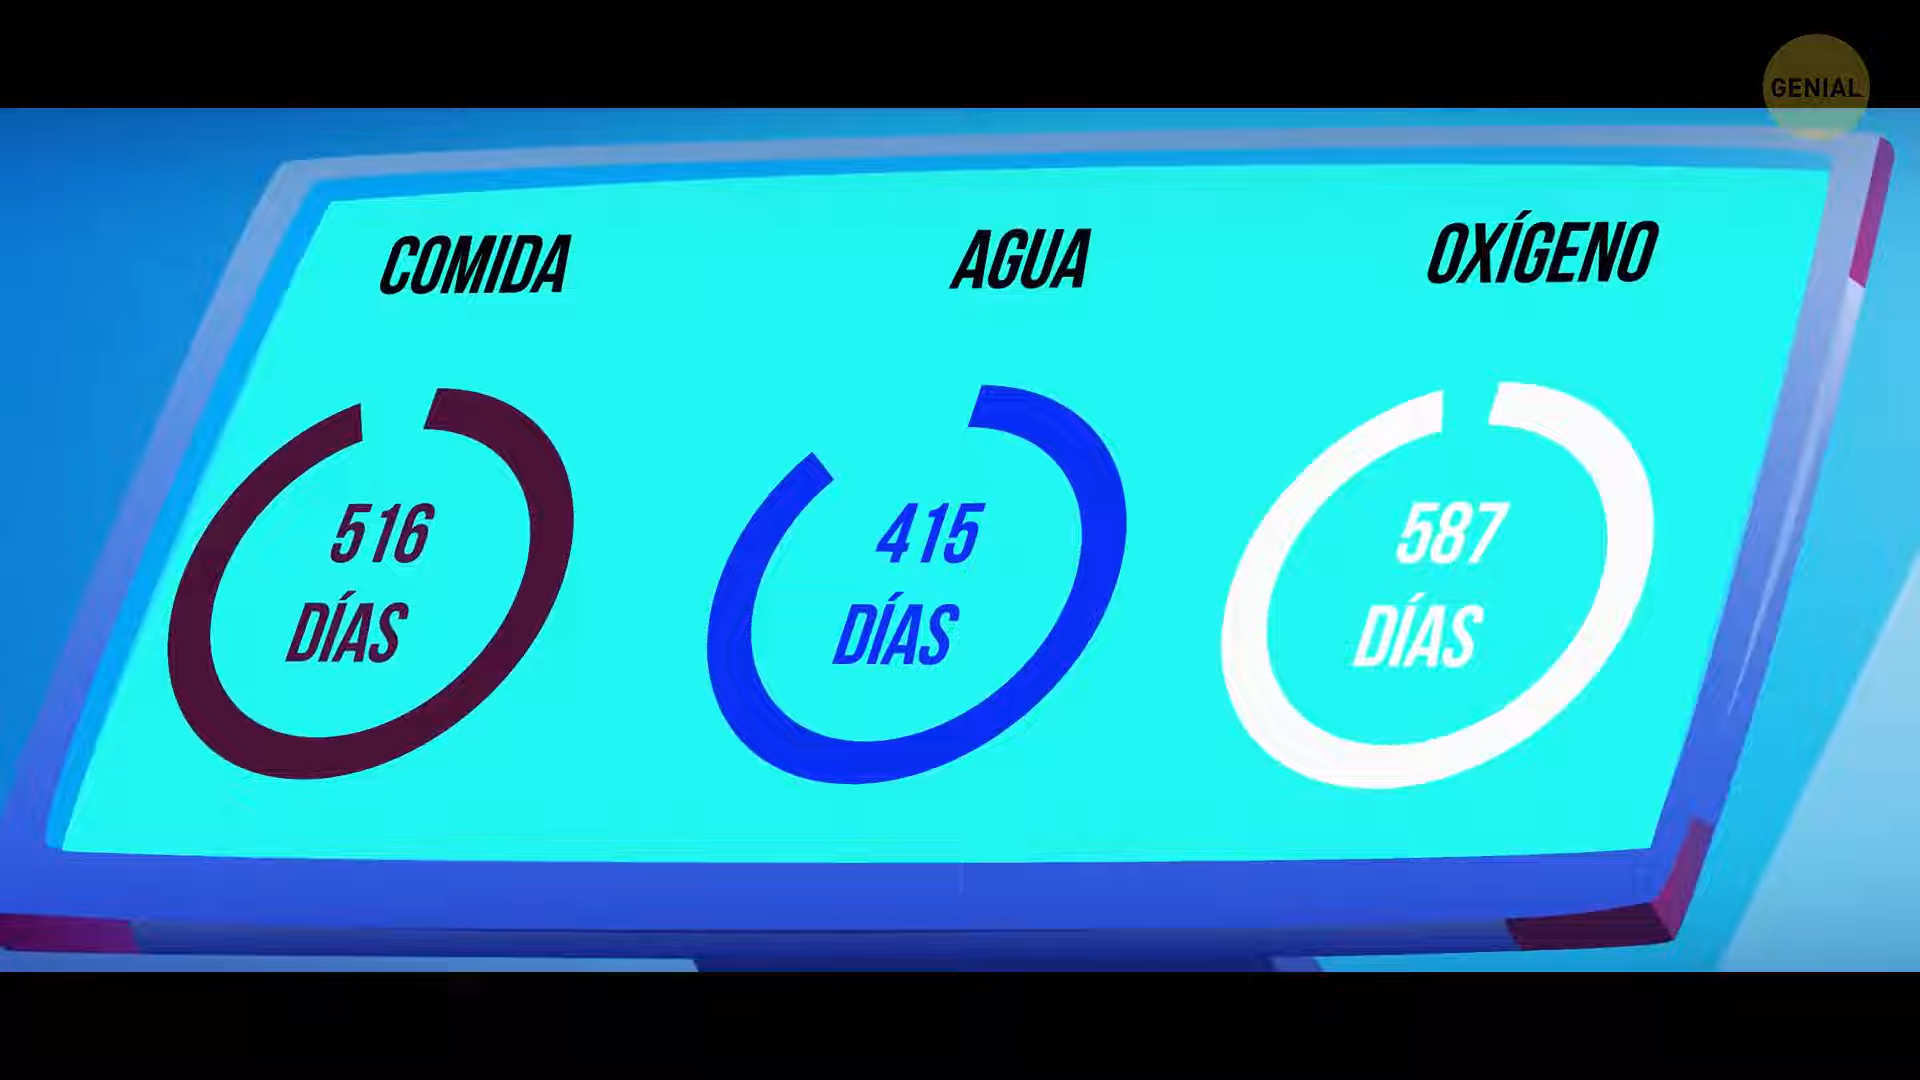 GENIAL
COMIDA
AGUA
OXÍGENO
516
DÍAS
415
DÍAS
587
DÍAS